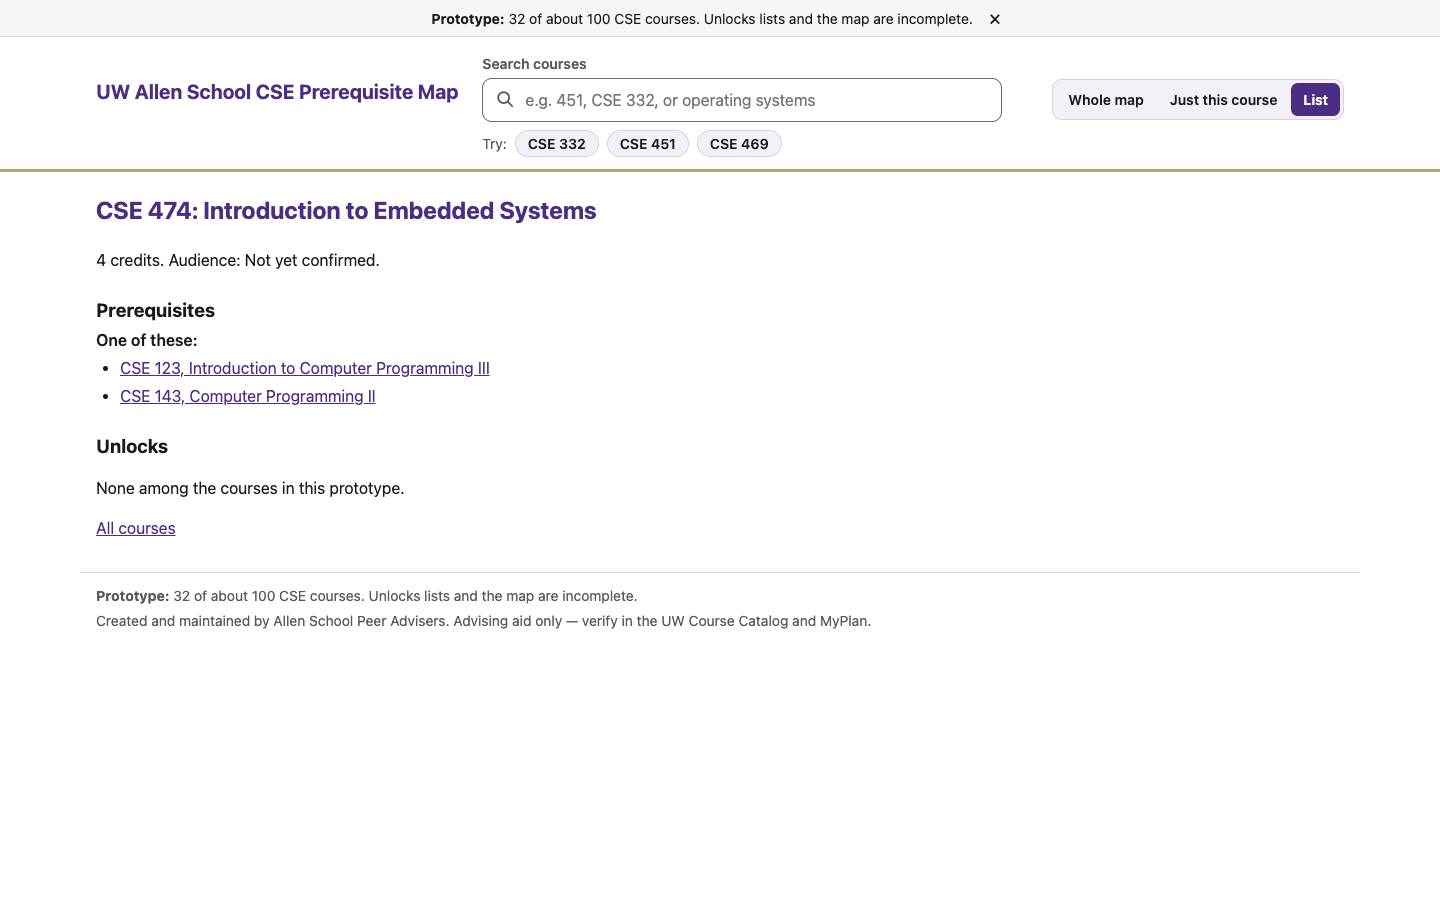 Prototype: 32 of about 100 CSE courses. Unlocks lists and the map are incomplete. ✕
UW Allen School CSE Prerequisite Map
Search courses
e.g. 451, CSE 332, or operating systems
Try: CSE 332 CSE 451 CSE 469
Whole map Just this course List
CSE 474: Introduction to Embedded Systems
4 credits. Audience: Not yet confirmed.
Prerequisites
One of these:
• CSE 123, Introduction to Computer Programming III
• CSE 143, Computer Programming II
Unlocks
None among the courses in this prototype.
All courses
Prototype: 32 of about 100 CSE courses. Unlocks lists and the map are incomplete.
Created and maintained by Allen School Peer Advisers. Advising aid only — verify in the UW Course Catalog and MyPlan.